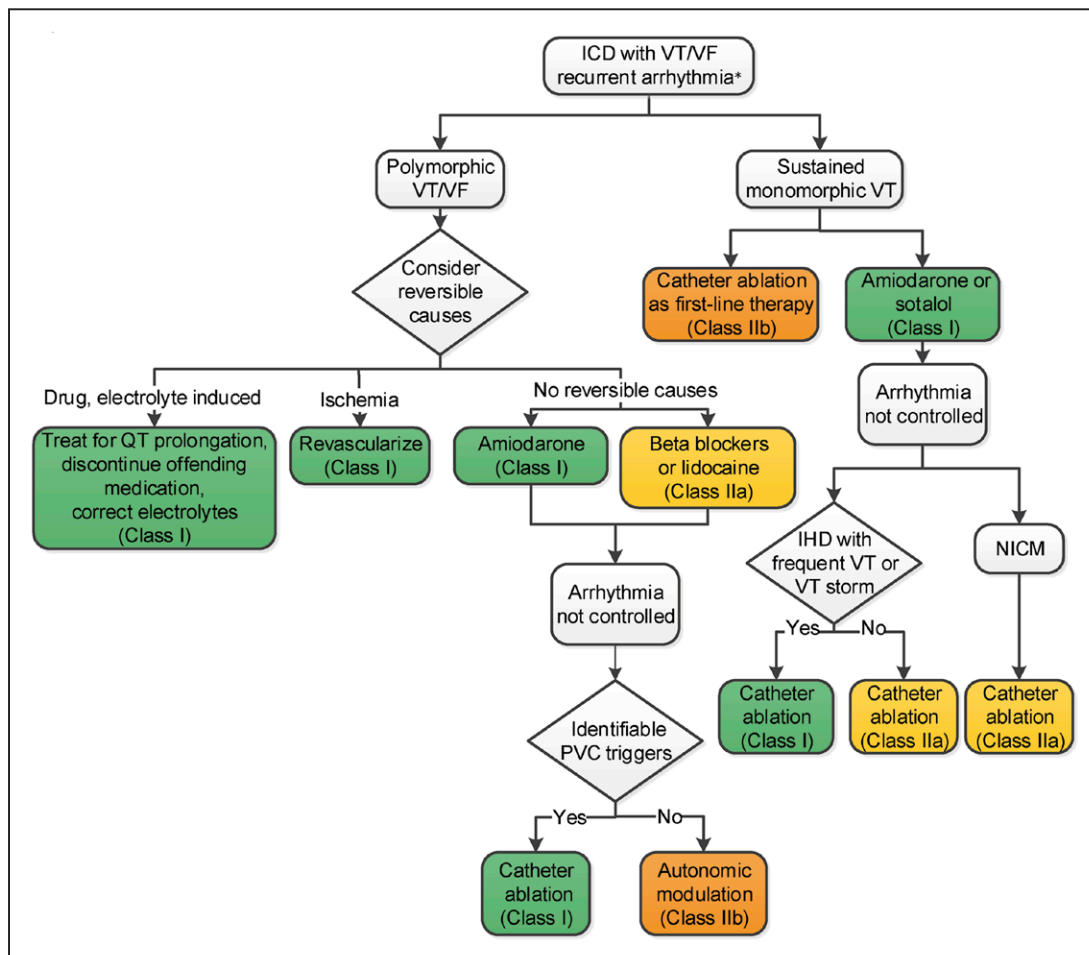 ICD with VT/VF
recurrent arrhythmia*
Polymorphic
VT/VF
Sustained
monomorphic VT
Consider
reversible
causes
Catheter ablation
as first-line therapy
(Class IIb)
Amiodarone or
sotalol
(Class I)
Drug, electrolyte induced
Ischemia
No reversible causes
Treat for QT prolongation,
discontinue offending
medication,
correct electrolytes
(Class I)
Revascularize
(Class I)
Amiodarone
(Class I)
Beta blockers
or lidocaine
(Class IIa)
Arrhythmia
not controlled
Arrhythmia
not controlled
IHD with
frequent VT or
VT storm
NICM
Yes
No
Catheter
ablation
(Class I)
Catheter
ablation
(Class IIa)
Catheter
ablation
(Class IIa)
Identifiable
PVC triggers
Yes
No
Catheter
ablation
(Class I)
Autonomic
modulation
(Class IIb)